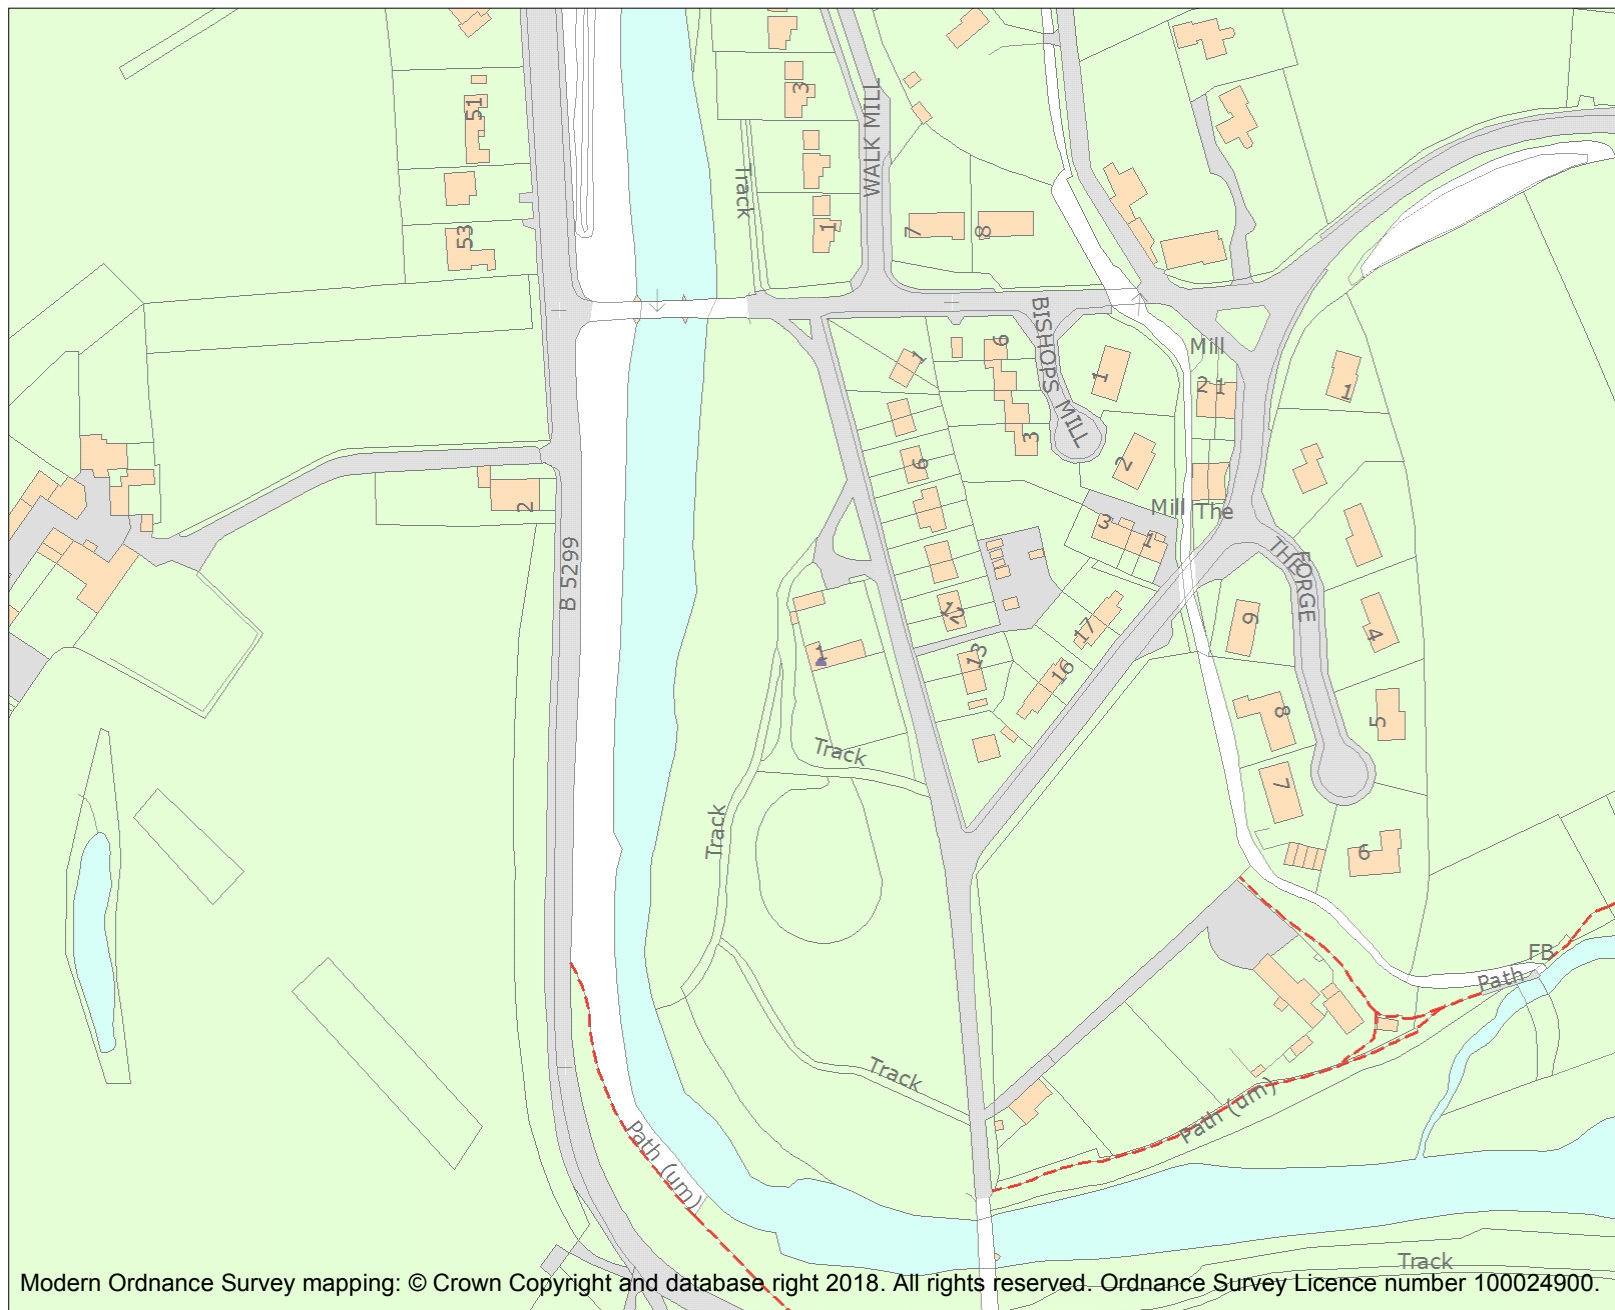 51
3
WALK MILL
Track
53
1
7
8
BISHOPS MILL
6
1
1
Mill
2 1
1
3
2
6
2
Mill The
3
1
B 5299
THE FORGE
12
17
9
4
13
16
1
8
5
Track
7
Track
6
FB
Path
Track
Path (um)
Path (um)
Track
Modern Ordnance Survey mapping: © Crown Copyright and database right 2018. All rights reserved. Ordnance Survey Licence number 100024900.